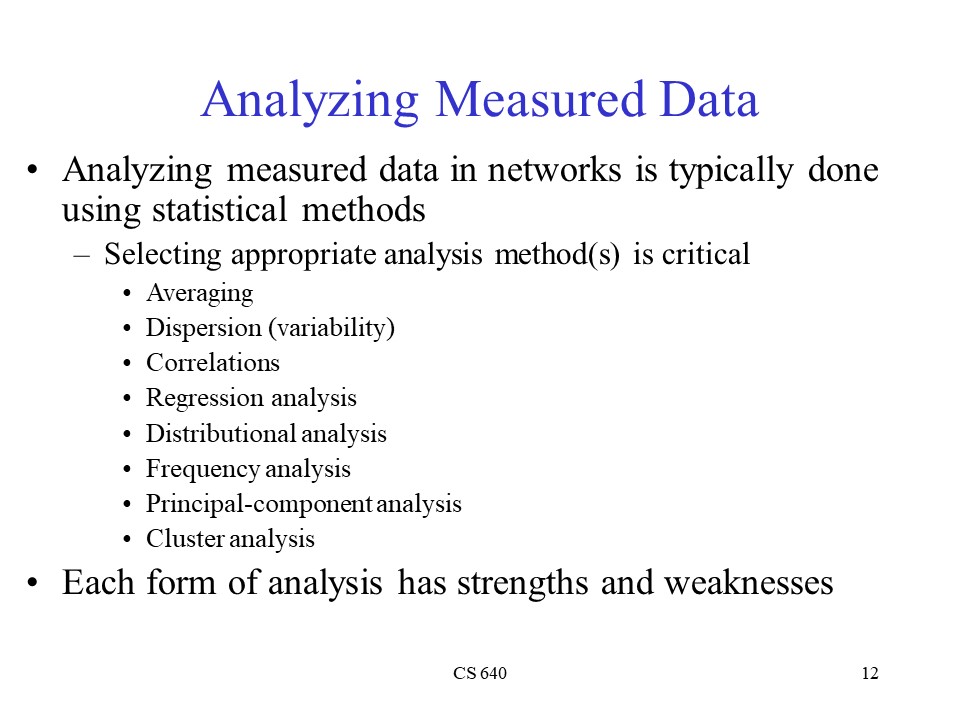 Analyzing Measured Data
• Analyzing measured data in networks is typically done
using statistical methods
– Selecting appropriate analysis method(s) is critical
• Averaging
• Dispersion (variability)
• Correlations
• Regression analysis
• Distributional analysis
• Frequency analysis
• Principal-component analysis
• Cluster analysis
• Each form of analysis has strengths and weaknesses
CS 640
12